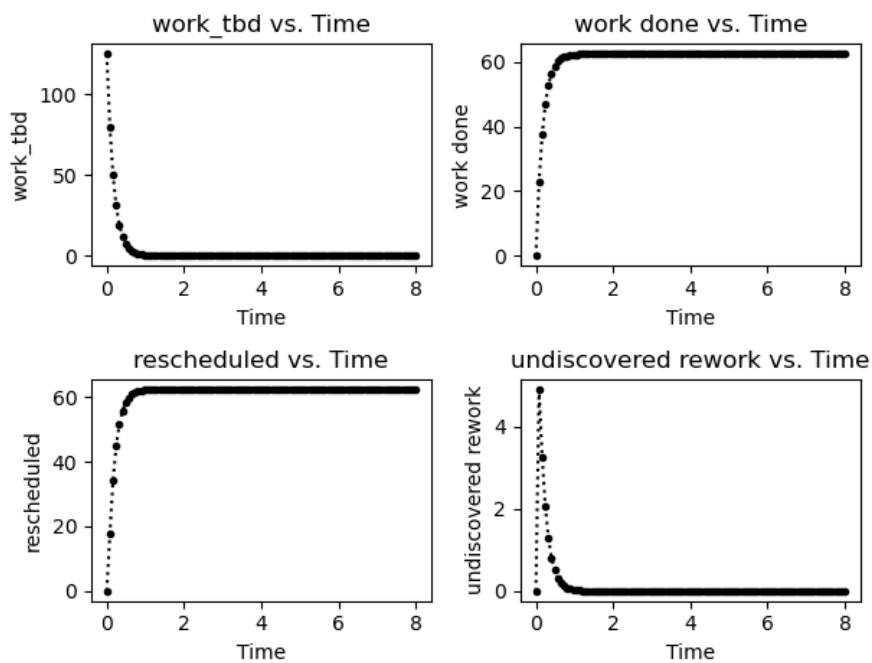 work_tbd vs. Time
work_tbd
100
50
0
0 2 4 6 8
Time
work done vs. Time
work done
60
40
20
0
0 2 4 6 8
Time
rescheduled vs. Time
rescheduled
60
40
20
0
0 2 4 6 8
Time
undiscovered rework vs. Time
undiscovered rework
4
2
0
0 2 4 6 8
Time